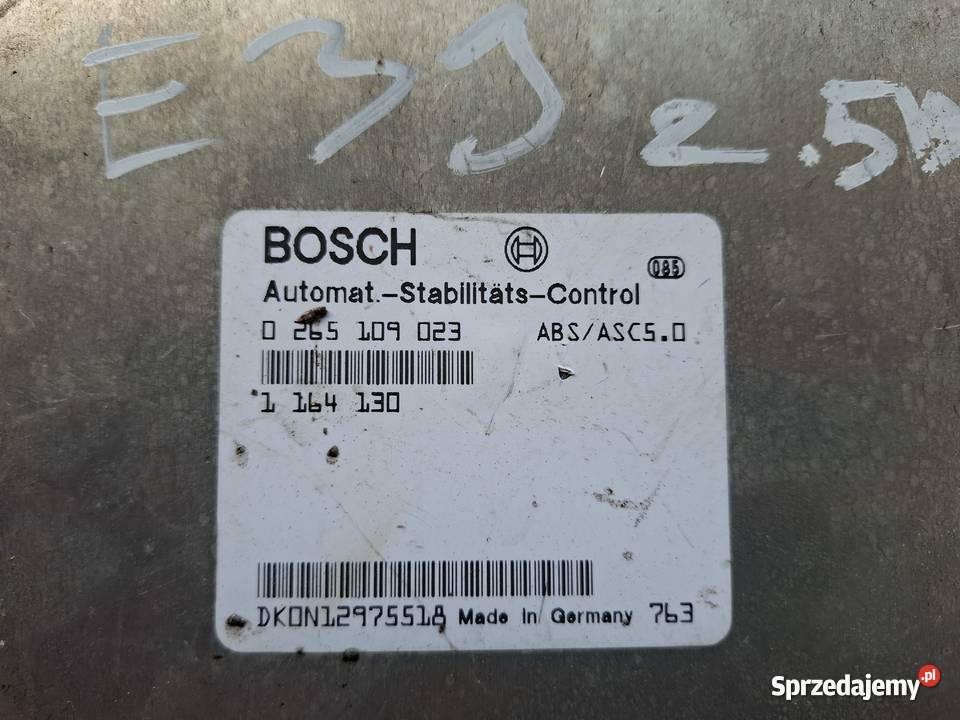 E39 2.5
BOSCH
085
Automat.-Stabilitäts-Control
0 265 109 023 ABS/ASC5.0
1 164 130
DK0N12975518 Made in Germany 763
Sprzedajemy.pl